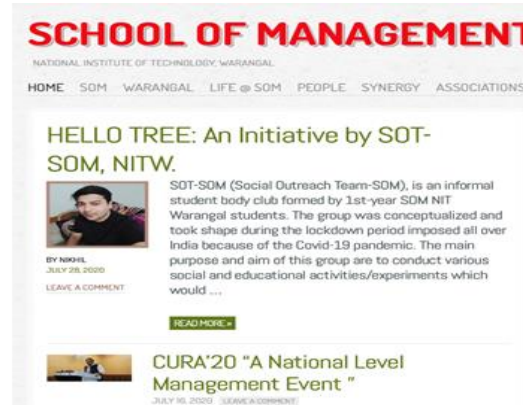 SCHOOL OF MANAGEMENT
NATIONAL INSTITUTE OF TECHNOLOGY, WARANGAL
HOME SOM WARANGAL LIFE @ SOM PEOPLE SYNERGY ASSOCIATIONS
HELLO TREE: An Initiative by SOT-
SOM, NITW.
SOT-SOM (Social Outreach Team-SOM), is an informal
student body club formed by 1st-year SOM NIT
Warangal students. The group was conceptualized and
took shape during the lockdown period imposed all over
India because of the Covid-19 pandemic. The main
purpose and aim of this group are to conduct various
social and educational activities/experiments which
would ...
BY NIKHIL
JULY 28, 2020
LEAVE A COMMENT
READ MORE »
CURA'20 "A National Level
Management Event "
JULY 16, 2020 LEAVE A COMMENT